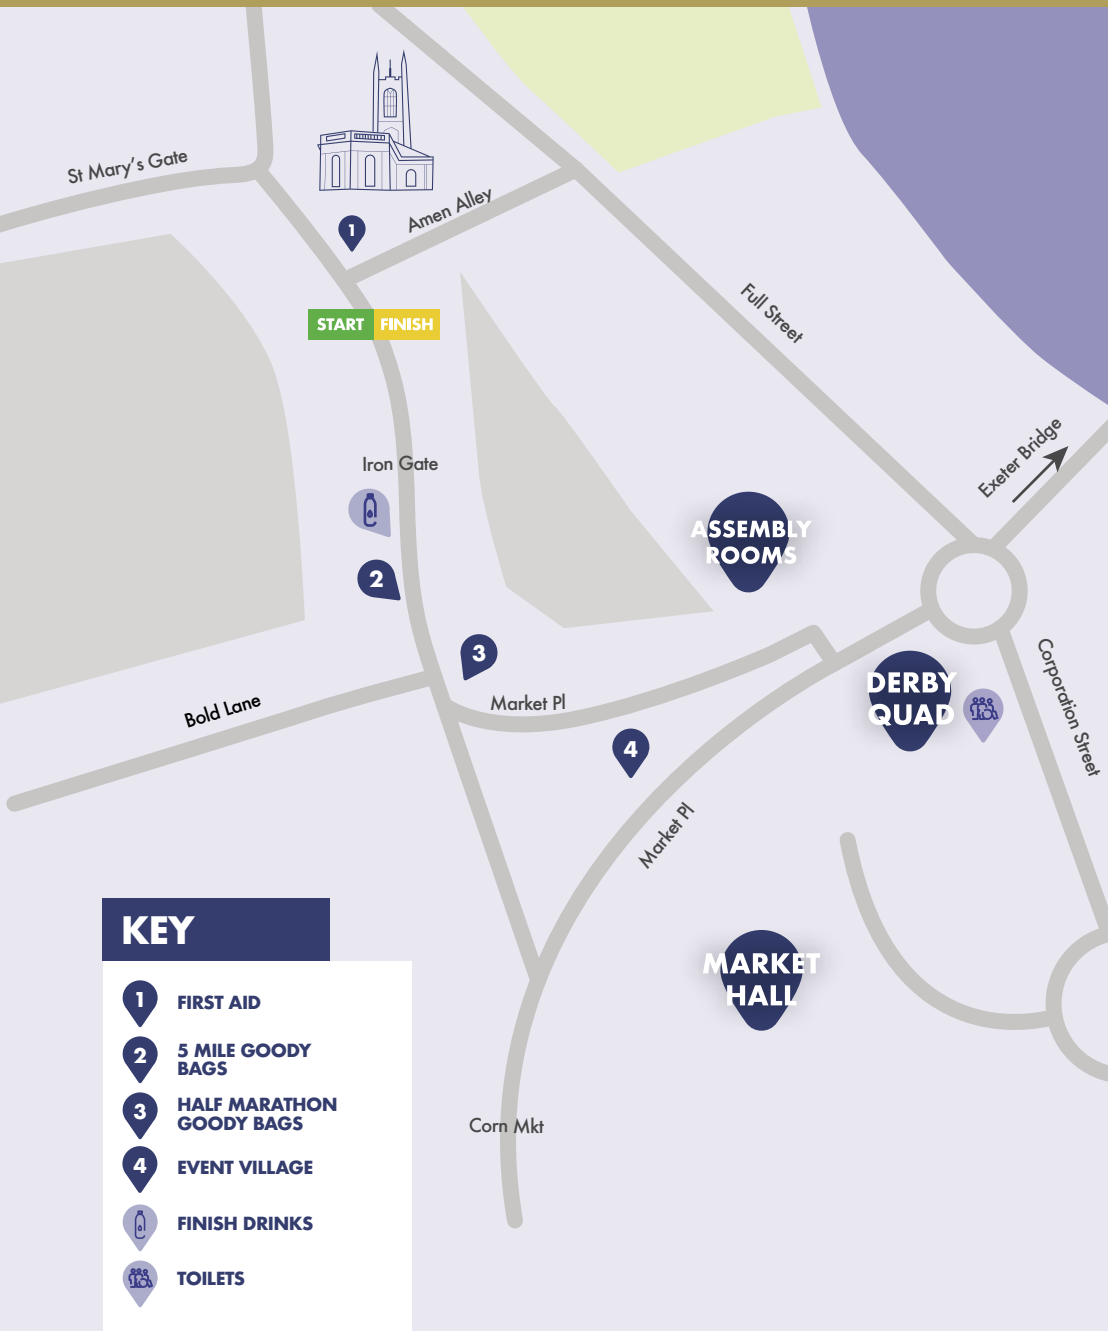 St Mary's Gate
Amen Alley
1
START FINISH
Full Street
Iron Gate
Exeter Bridge
ASSEMBLY
ROOMS
2
3
Corporation Street
DERBY
QUAD
Bold Lane
Market Pl
4
Market Pl
MARKET
HALL
Corn Mkt
KEY
1 FIRST AID
2 5 MILE GOODY
BAGS
3 HALF MARATHON
GOODY BAGS
4 EVENT VILLAGE
FINISH DRINKS
TOILETS